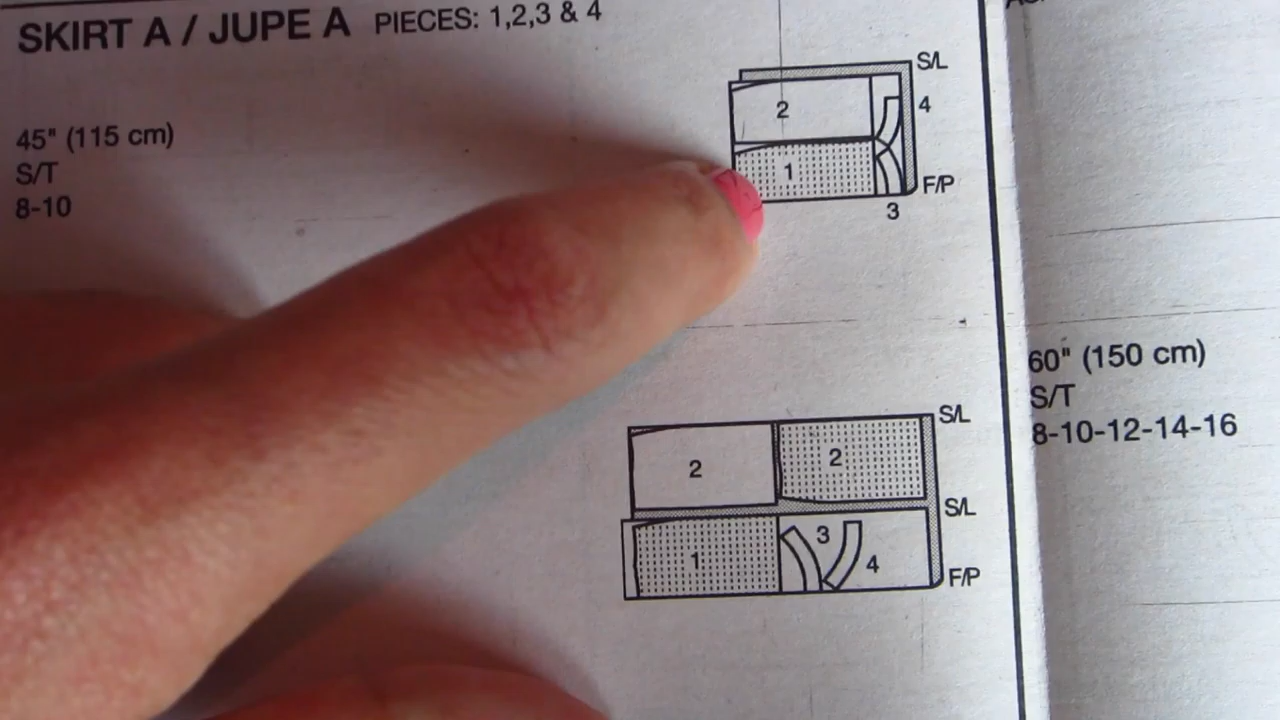 SKIRT A / JUPE A PIECES: 1,2,3 & 4
45" (115 cm)
S/T
8-10
S/L
2
4
1
F/P
3
60" (150 cm)
S/T
8-10-12-14-16
S/L
2
2
S/L
1
3
4
F/P